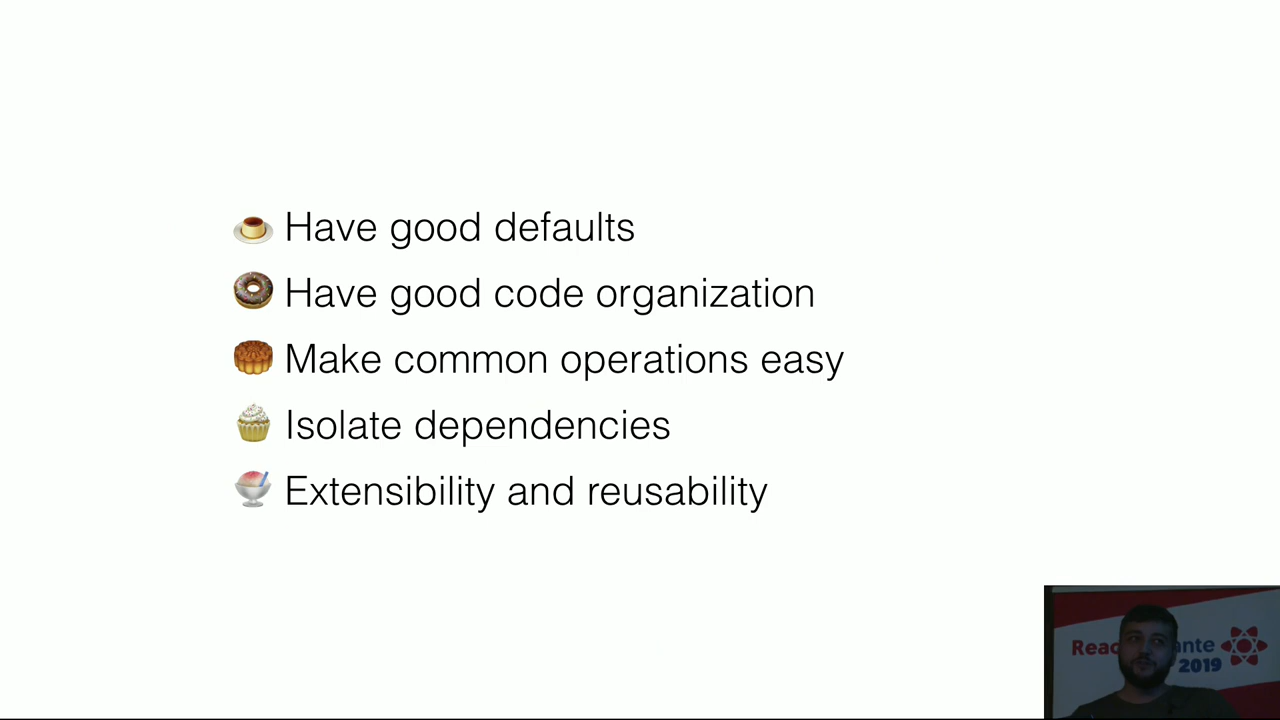 Have good defaults
Have good code organization
Make common operations easy
Isolate dependencies
Extensibility and reusability
2019